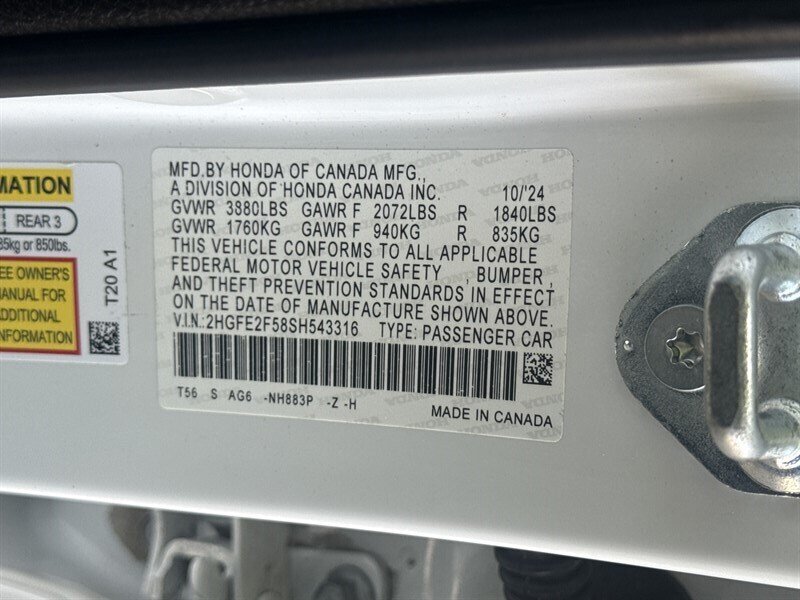 MATION
REAR 3
35kg or 850lbs.
EE OWNER'S
MANUAL FOR
ADDITIONAL
INFORMATION
T20 A1
MFD.BY HONDA OF CANADA MFG.,
A DIVISION OF HONDA CANADA INC. 10/'24
GVWR 3880LBS GAWR F 2072LBS R 1840LBS
GVWR 1760KG GAWR F 940KG R 835KG
THIS VEHICLE CONFORMS TO ALL APPLICABLE
FEDERAL MOTOR VEHICLE SAFETY , BUMPER,
AND THEFT PREVENTION STANDARDS IN EFFECT
ON THE DATE OF MANUFACTURE SHOWN ABOVE.
V.I.N.:2HGFE2F58SH543316 TYPE: PASSENGER CAR
T56 S AG6 -NH883P -Z -H
MADE IN CANADA